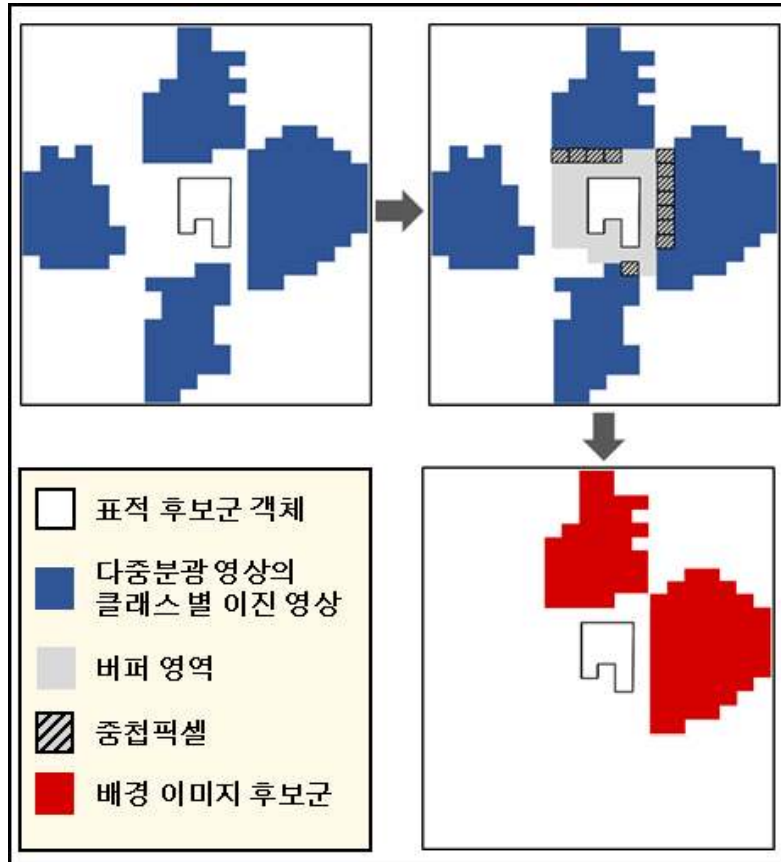 표적 후보군 객체
다중분광 영상의
클래스 별 이진 영상
버퍼 영역
중첩픽셀
배경 이미지 후보군